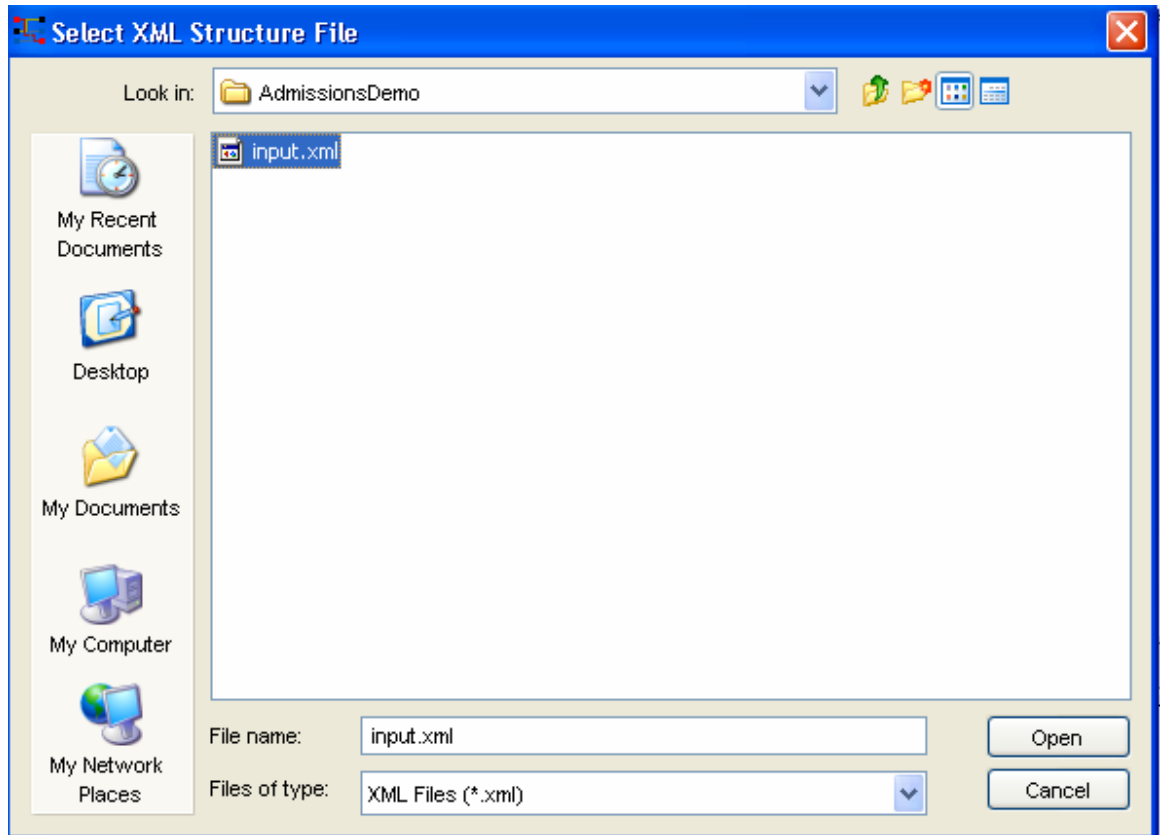 Select XML Structure File
Look in:
AdmissionsDemo
input.xml
My Recent
Documents
Desktop
My Documents
My Computer
My Network
Places
File name:
input.xml
Open
Files of type:
XML Files (*.xml)
Cancel